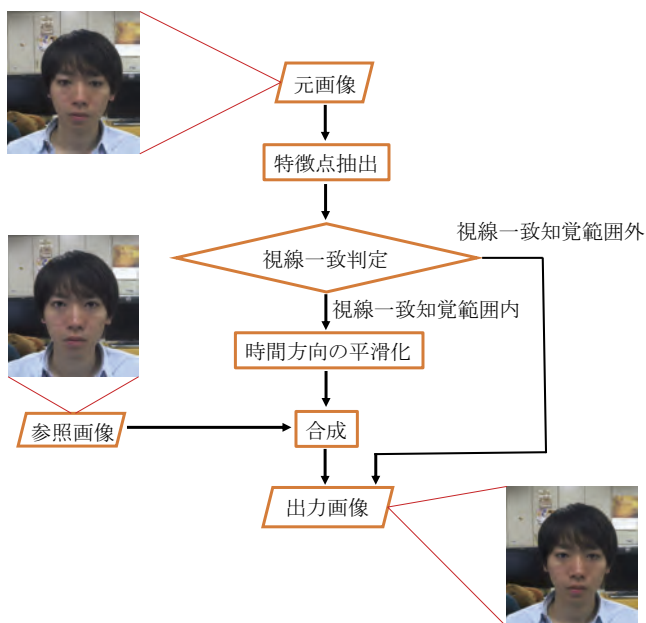 元画像
特徴点抽出
視線一致知覚範囲外
視線一致判定
視線一致知覚範囲内
時間方向の平滑化
参照画像
合成
出力画像